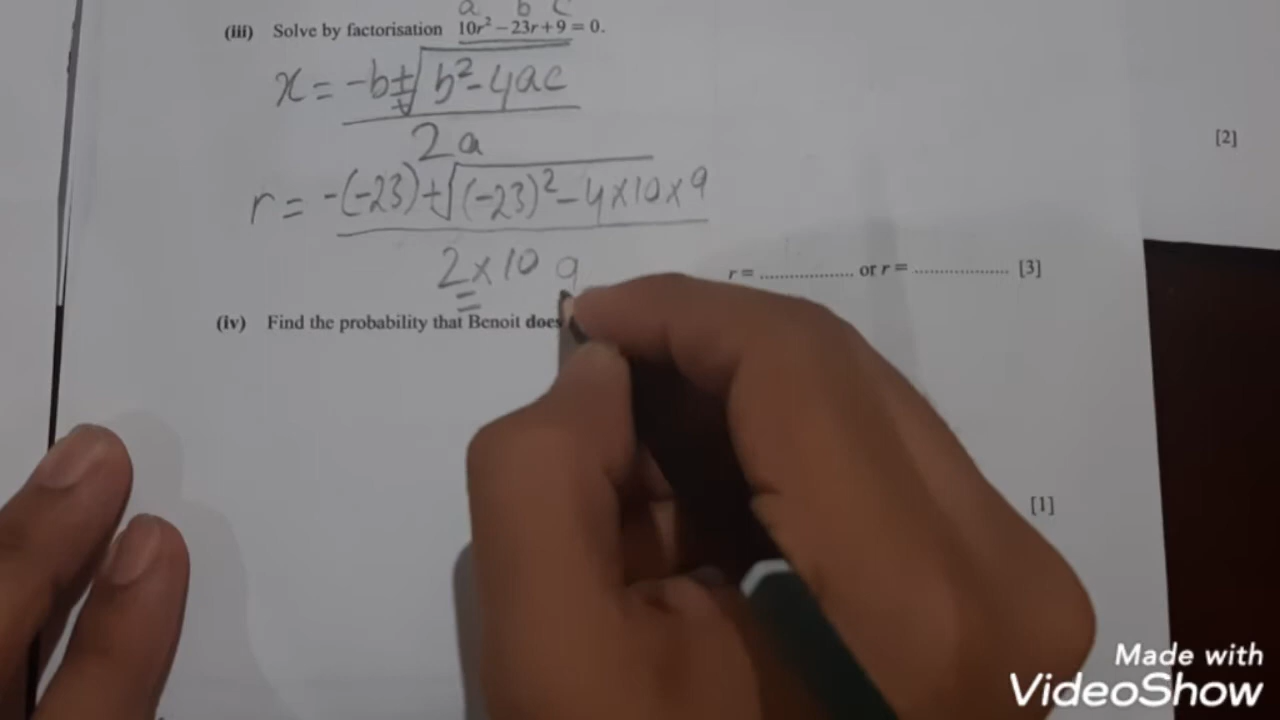 a b c
(iii) Solve by factorisation 10r² – 23r + 9 = 0.
x = -b ± √b² - 4ac
2a
[2]
r = -(-23) + √(-23)² - 4 × 10 × 9
2 × 10 9
r = .................. or r = .................. [3]
(iv) Find the probability that Benoit does
[1]
Made with
VideoShow